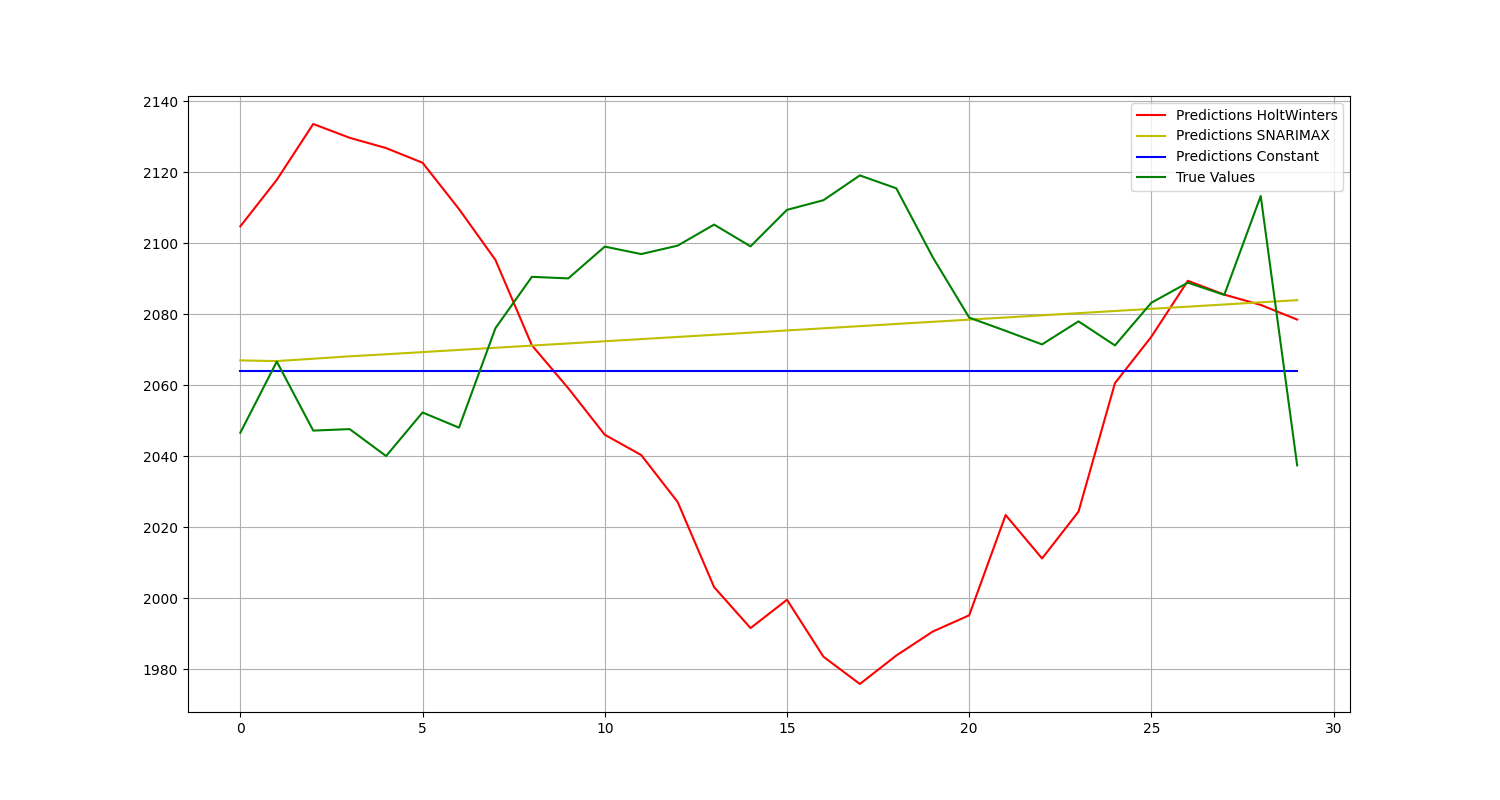 2140
2120
2100
2080
2060
2040
2020
2000
1980
0 5 10 15 20 25 30
Predictions HoltWinters
Predictions SNARIMAX
Predictions Constant
True Values